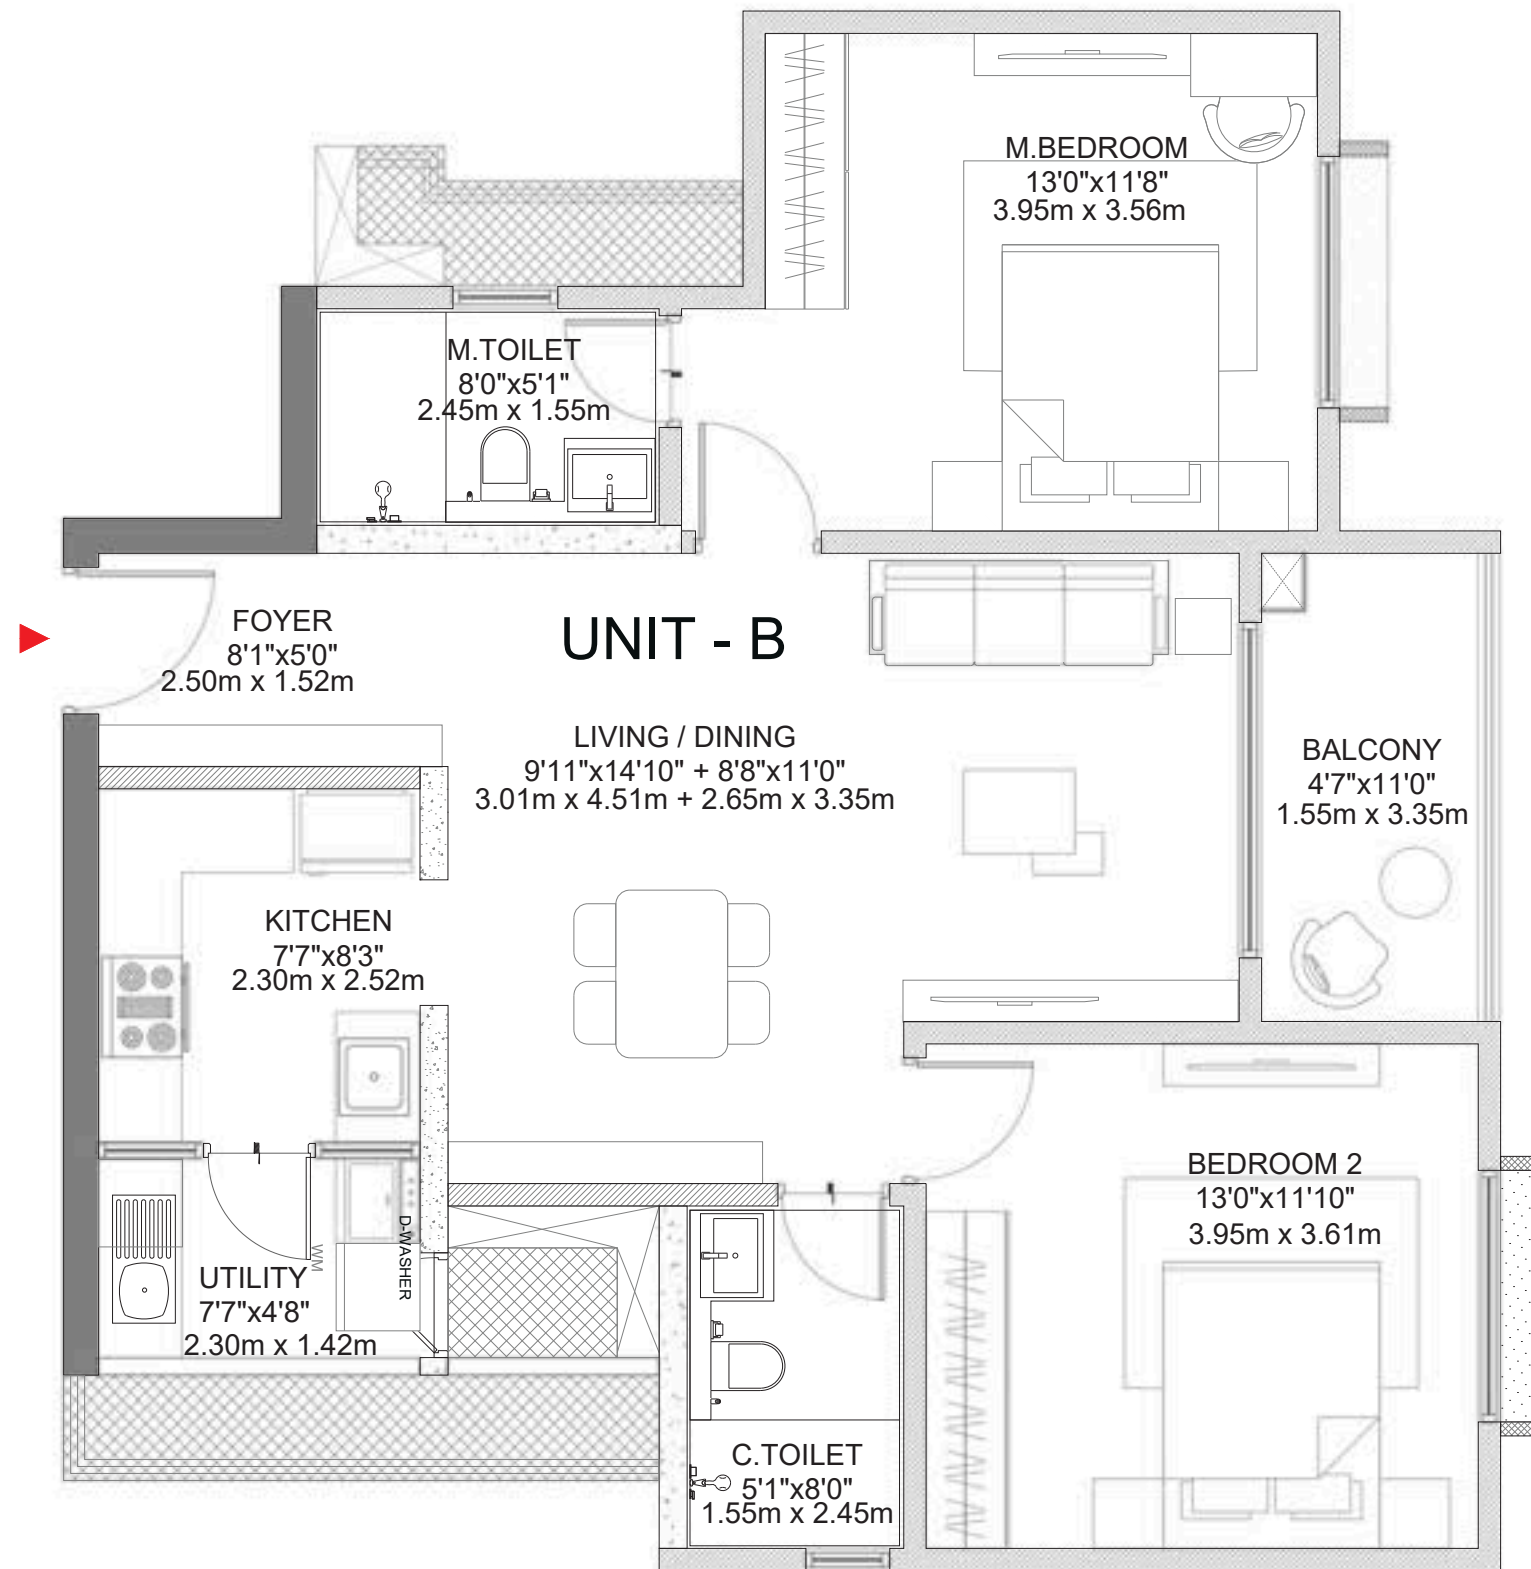 M.BEDROOM
13'0"x11'8"
3.95m x 3.56m
M.TOILET
8'0"x5'1"
2.45m x 1.55m
FOYER
8'1"x5'0"
2.50m x 1.52m
UNIT - B
LIVING / DINING
9'11"x14'10" + 8'8"x11'0"
3.01m x 4.51m + 2.65m x 3.35m
BALCONY
4'7"x11'0"
1.55m x 3.35m
KITCHEN
7'7"x8'3"
2.30m x 2.52m
BEDROOM 2
13'0"x11'10"
3.95m x 3.61m
WM
D-WASHER
UTILITY
7'7"x4'8"
2.30m x 1.42m
C.TOILET
5'1"x8'0"
1.55m x 2.45m